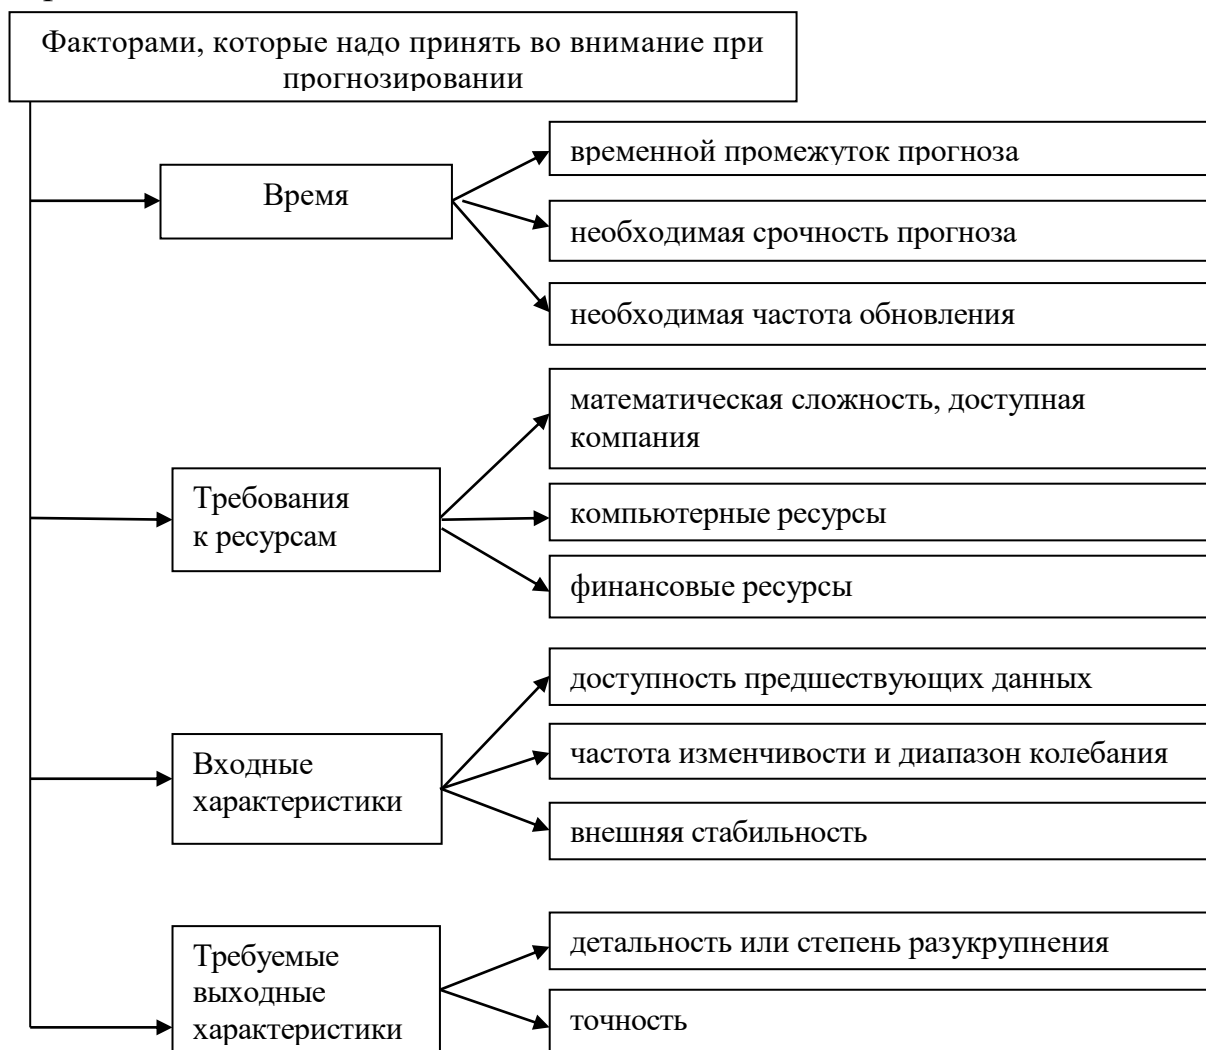 Факторами, которые надо принять во внимание при
прогнозировании
Время
временной промежуток прогноза
необходимая срочность прогноза
необходимая частота обновления
Требования
к ресурсам
математическая сложность, доступная
компания
компьютерные ресурсы
финансовые ресурсы
Входные
характеристики
доступность предшествующих данных
частота изменчивости и диапазон колебания
внешняя стабильность
Требуемые
выходные
характеристики
детальность или степень разукрупнения
точность